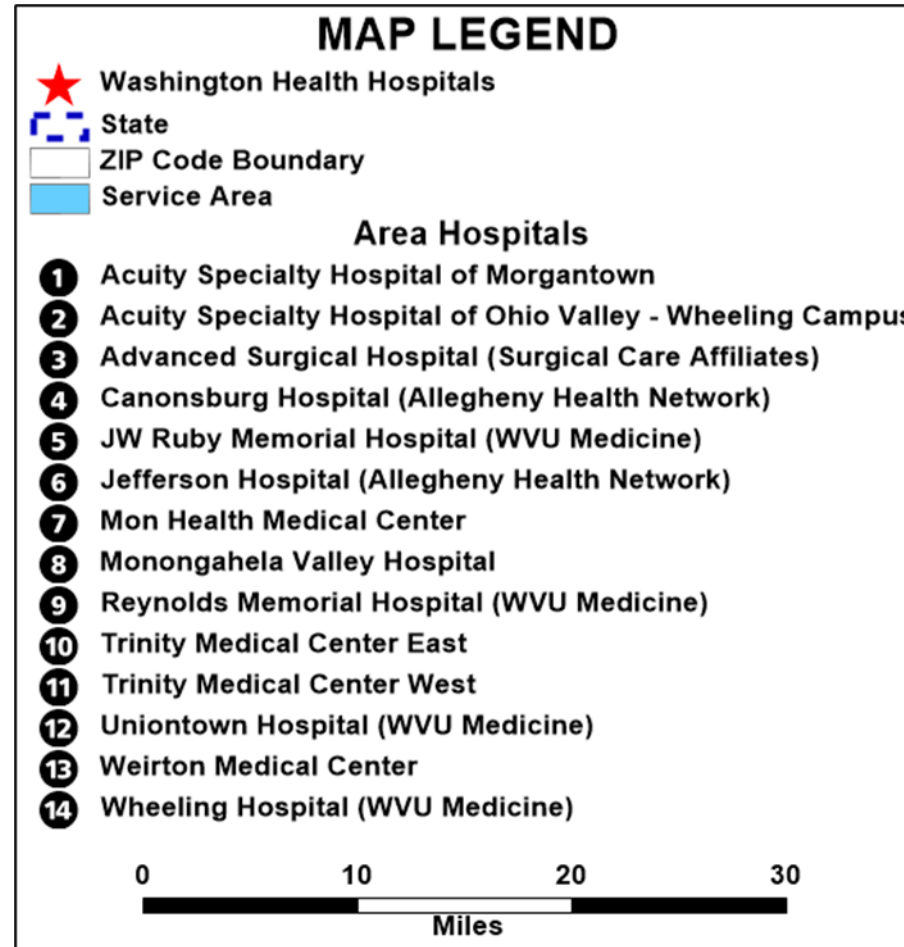 MAP LEGEND
Washington Health Hospitals
State
ZIP Code Boundary
Service Area
Area Hospitals
1 Acuity Specialty Hospital of Morgantown
2 Acuity Specialty Hospital of Ohio Valley - Wheeling Campus
3 Advanced Surgical Hospital (Surgical Care Affiliates)
4 Canonsburg Hospital (Allegheny Health Network)
5 JW Ruby Memorial Hospital (WVU Medicine)
6 Jefferson Hospital (Allegheny Health Network)
7 Mon Health Medical Center
8 Monongahela Valley Hospital
9 Reynolds Memorial Hospital (WVU Medicine)
10 Trinity Medical Center East
11 Trinity Medical Center West
12 Uniontown Hospital (WVU Medicine)
13 Weirton Medical Center
14 Wheeling Hospital (WVU Medicine)
0 10 20 30
Miles